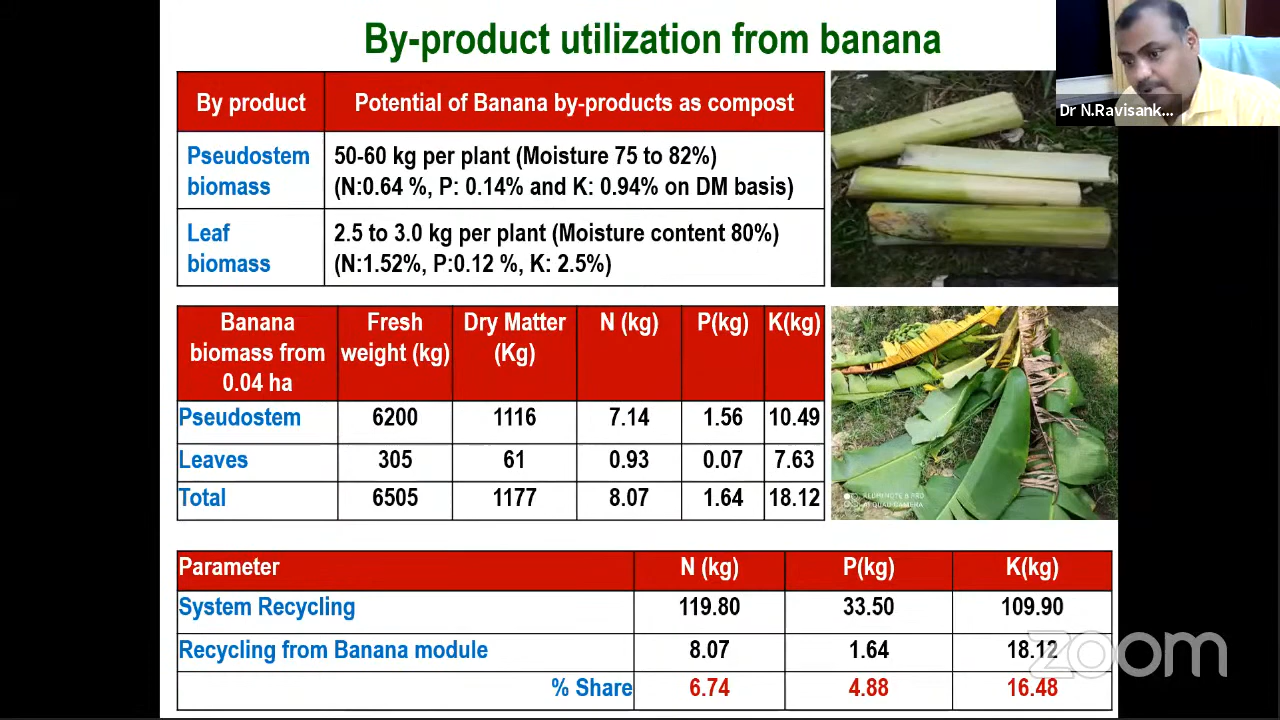 By-product utilization from banana
Dr N.Ravisank...
By product
Potential of Banana by-products as compost
Pseudostem biomass
50-60 kg per plant (Moisture 75 to 82%)
(N:0.64 %, P: 0.14% and K: 0.94% on DM basis)
Leaf biomass
2.5 to 3.0 kg per plant (Moisture content 80%)
(N:1.52%, P:0.12 %, K: 2.5%)
Banana biomass from 0.04 ha
Fresh weight (kg)
Dry Matter (Kg)
N (kg)
P(kg)
K(kg)
Pseudostem 6200 1116 7.14 1.56 10.49
Leaves 305 61 0.93 0.07 7.63
Total 6505 1177 8.07 1.64 18.12
AI QUAD CAMERA
Parameter N (kg) P(kg) K(kg)
System Recycling 119.80 33.50 109.90
Recycling from Banana module 8.07 1.64 18.12
% Share 6.74 4.88 16.48
zoom